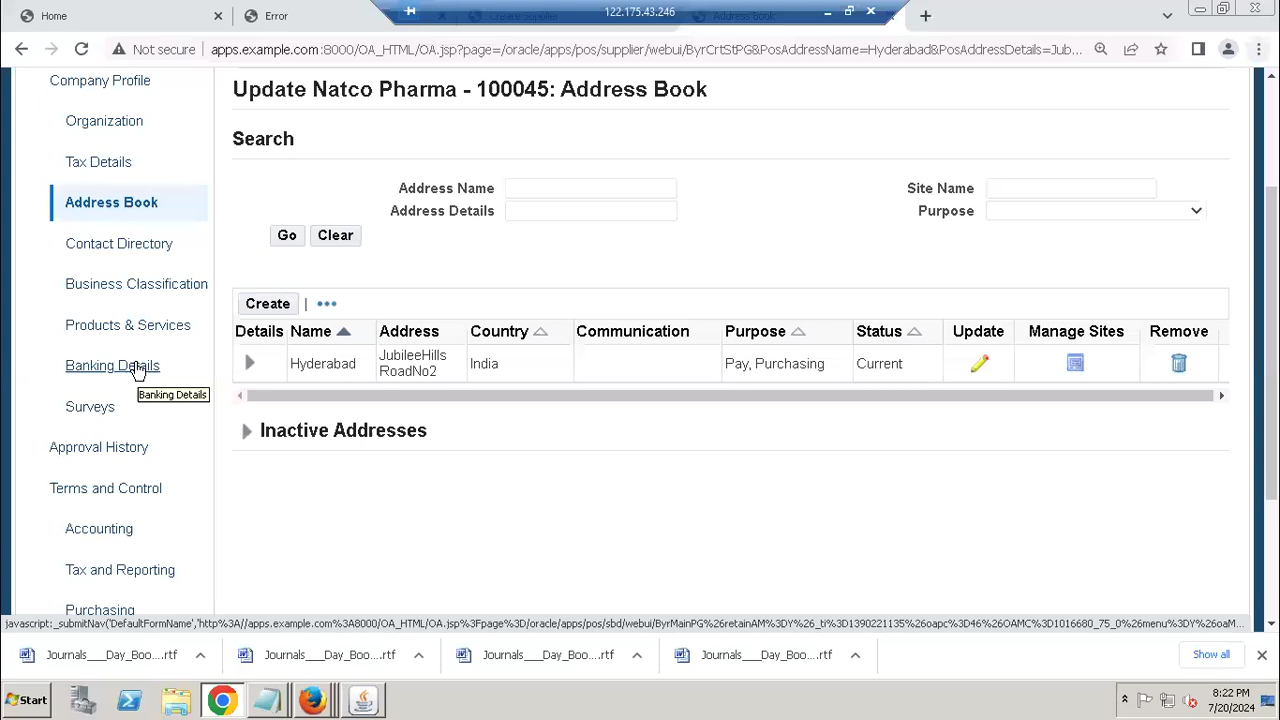 Home
Error
122.175.43.246
Not secure
apps.example.com:8000/OA_HTML/OA.jsp?page=/oracle/apps/pos/supplier/webui/ByrCrtStPG&PosAddressName=Hyderabad&PosAddressDetails=Jub...
Company Profile
Organization
Tax Details
Address Book
Contact Directory
Business Classification
Products & Services
Banking Details
Banking Details
Surveys
Approval History
Terms and Control
Accounting
Tax and Reporting
Purchasing
Update Natco Pharma - 100045: Address Book
Search
Address Name
Site Name
Address Details
Purpose
Go Clear
Create | •••
Details Name Address Country Communication Purpose Status Update Manage Sites Remove
Hyderabad JubileeHills India Pay, Purchasing Current
RoadNo2
Inactive Addresses
javascript:_submitNav('DefaultFormName','http%3A//apps.example.com%3A8000/OA_HTML/OA.jsp%3Fpage%3D/oracle/apps/pos/sbd/webui/ByrMainPG%26retainAM%3DY%26_ti%3D1390221135%26oapc%3D46%26OAMC%3D1016680_75_0%26menu%3DY%26oaM...
Journals___Day_Boo....rtf Journals___Day_Boo....rtf Journals___Day_Boo....rtf Journals___Day_Boo....rtf Show all
Start
8:22 PM
7/20/2024